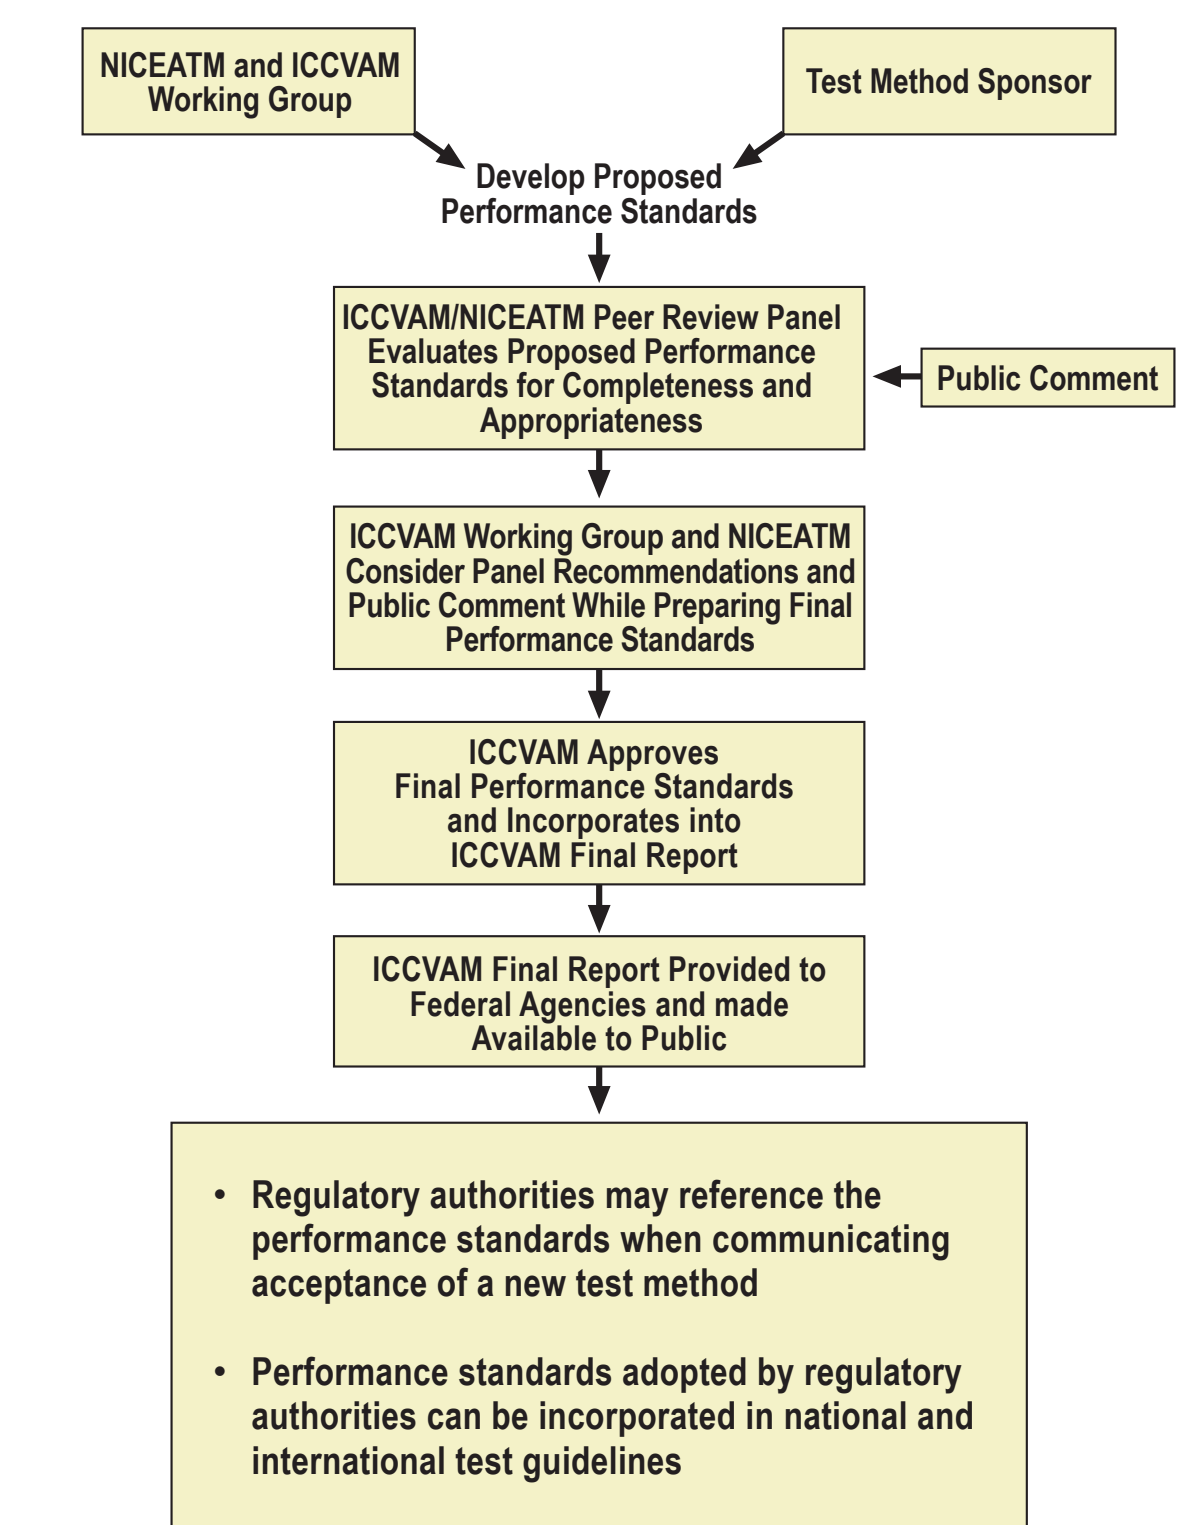 NICEATM and ICCVAM
Working Group
Test Method Sponsor
Develop Proposed
Performance Standards
ICCVAM/NICEATM Peer Review Panel
Evaluates Proposed Performance
Standards for Completeness and
Appropriateness
Public Comment
ICCVAM Working Group and NICEATM
Consider Panel Recommendations and
Public Comment While Preparing Final
Performance Standards
ICCVAM Approves
Final Performance Standards
and Incorporates into
ICCVAM Final Report
ICCVAM Final Report Provided to
Federal Agencies and made
Available to Public
• Regulatory authorities may reference the
performance standards when communicating
acceptance of a new test method
• Performance standards adopted by regulatory
authorities can be incorporated in national and
international test guidelines